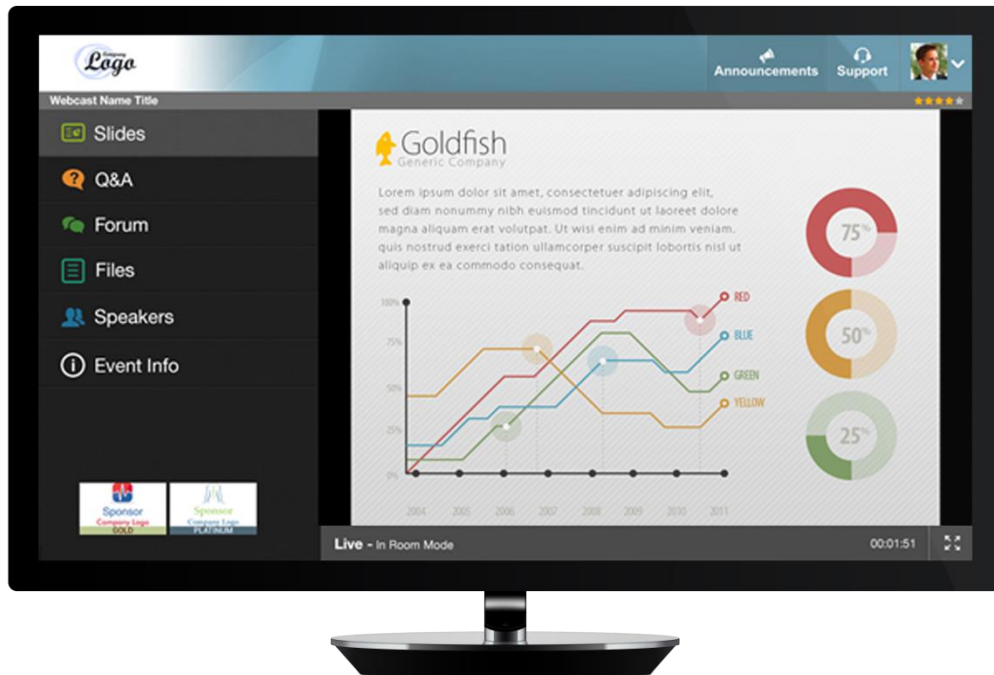 Company
Logo
Announcements
Support
Webcast Name Title
Slides
Q&A
Forum
Files
Speakers
Event Info
Sponsor
Company Logo
GOLD
Sponsor
Company Logo
PLATINUM
Goldfish
Generic Company
Lorem ipsum dolor sit amet, consectetuer adipiscing elit,
sed diam nonummy nibh euismod tincidunt ut laoreet dolore
magna aliquam erat volutpat. Ut wisi enim ad minim veniam,
quis nostrud exerci tation ullamcorper suscipit lobortis nisl ut
aliquip ex ea commodo consequat.
75%
50%
25%
100%
75%
50%
25%
0%
RED
BLUE
GREEN
YELLOW
2004 2005 2006 2007 2008 2009 2010 2011
Live - In Room Mode
00:01:51